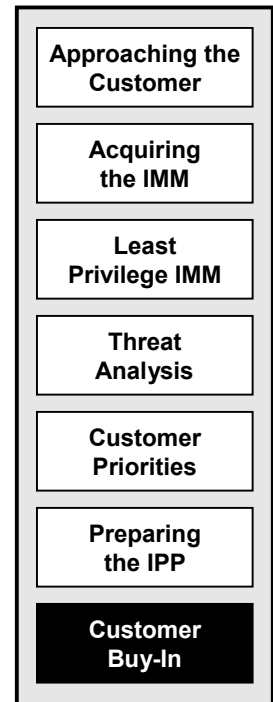 Approaching the
Customer
Acquiring
the IMM
Least
Privilege IMM
Threat
Analysis
Customer
Priorities
Preparing
the IPP
Customer
Buy-In